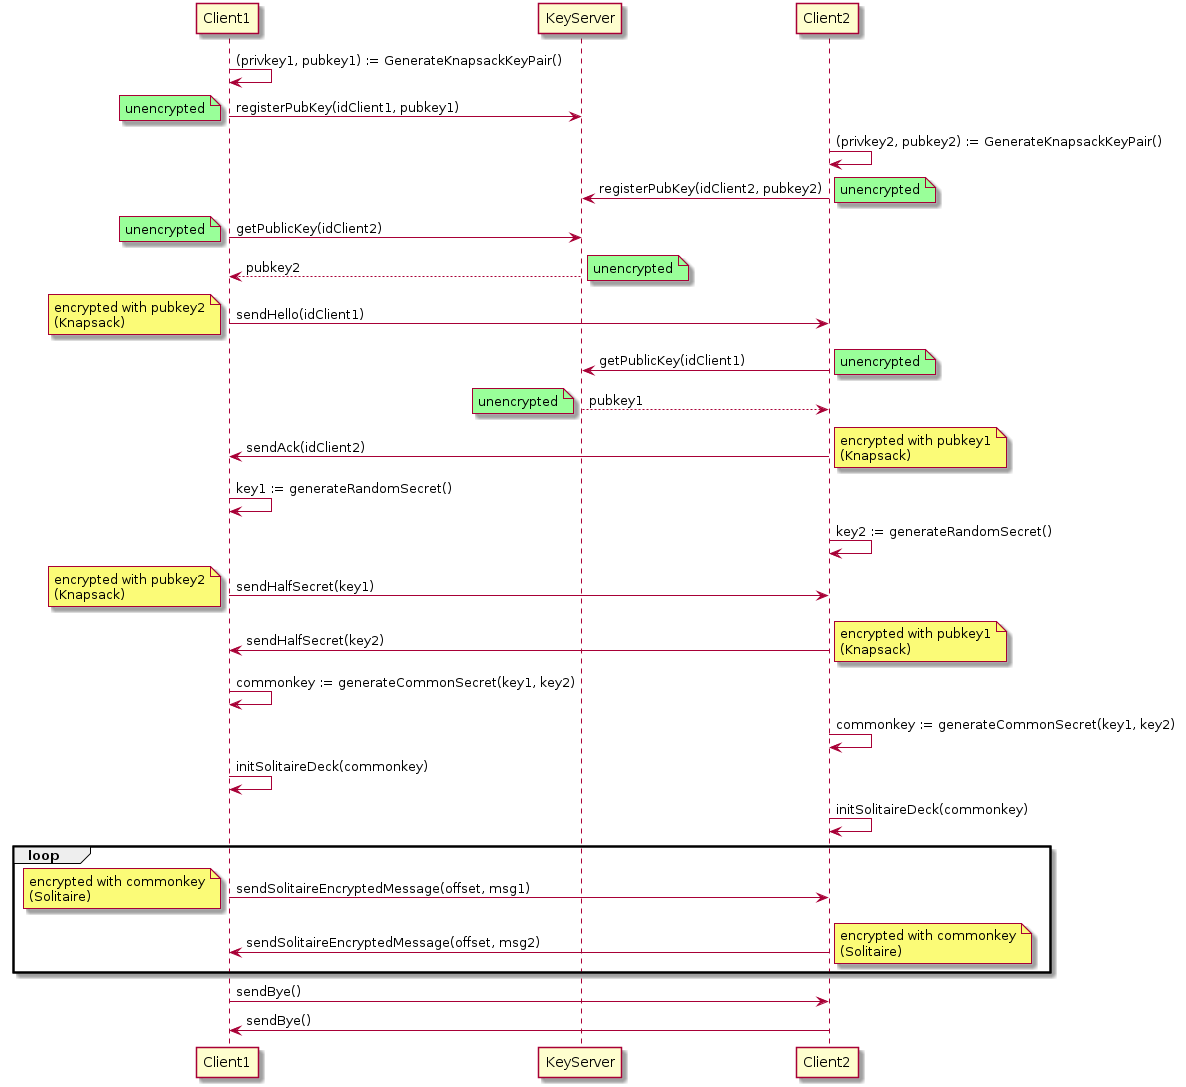 Client1
KeyServer
Client2
(privkey1, pubkey1) := GenerateKnapsackKeyPair()
unencrypted
registerPubKey(idClient1, pubkey1)
(privkey2, pubkey2) := GenerateKnapsackKeyPair()
registerPubKey(idClient2, pubkey2)
unencrypted
unencrypted
getPublicKey(idClient2)
pubkey2
unencrypted
encrypted with pubkey2
(Knapsack)
sendHello(idClient1)
getPublicKey(idClient1)
unencrypted
unencrypted
pubkey1
sendAck(idClient2)
encrypted with pubkey1
(Knapsack)
key1 := generateRandomSecret()
key2 := generateRandomSecret()
encrypted with pubkey2
(Knapsack)
sendHalfSecret(key1)
sendHalfSecret(key2)
encrypted with pubkey1
(Knapsack)
commonkey := generateCommonSecret(key1, key2)
commonkey := generateCommonSecret(key1, key2)
initSolitaireDeck(commonkey)
initSolitaireDeck(commonkey)
loop
encrypted with commonkey
(Solitaire)
sendSolitaireEncryptedMessage(offset, msg1)
sendSolitaireEncryptedMessage(offset, msg2)
encrypted with commonkey
(Solitaire)
sendBye()
sendBye()
Client1
KeyServer
Client2